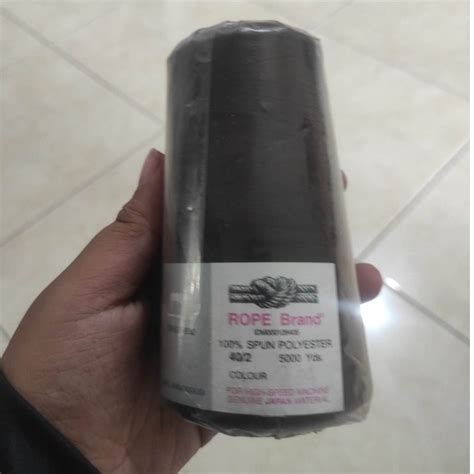 ROPE Brand
100% SPUN POLYESTER
40/2 5000 Yds.
COLOUR
FOR HIGH-SPEED MACHINE
GENUINE JAPAN MATERIAL